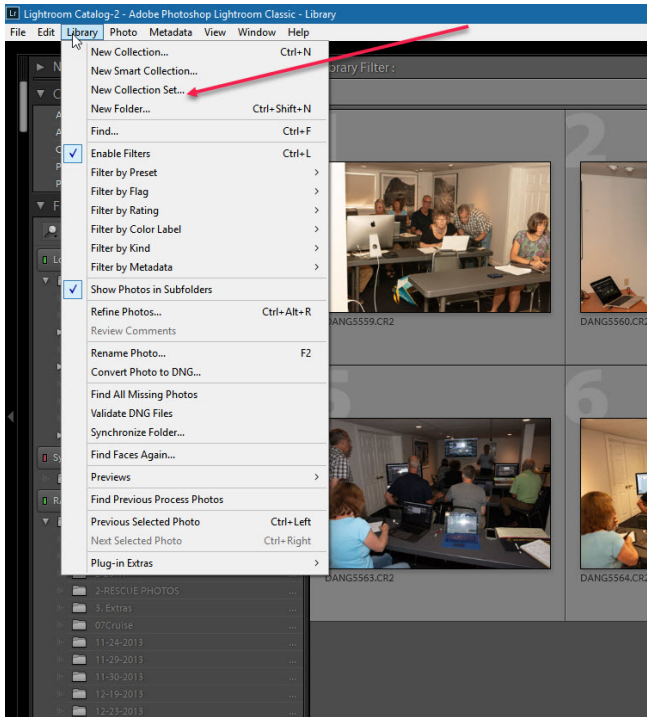 Lightroom Catalog-2 - Adobe Photoshop Lightroom Classic - Library
File Edit Library Photo Metadata View Window Help
New Collection... Ctrl+N
New Smart Collection...
New Collection Set...
New Folder... Ctrl+Shift+N
Find... Ctrl+F
Enable Filters Ctrl+L
Filter by Preset
Filter by Flag
Filter by Rating
Filter by Color Label
Filter by Kind
Filter by Metadata
Show Photos in Subfolders
Refine Photos... Ctrl+Alt+R
Review Comments
Rename Photo... F2
Convert Photo to DNG...
Find All Missing Photos
Validate DNG Files
Synchronize Folder...
Find Faces Again...
Previews
Find Previous Process Photos
Previous Selected Photo Ctrl+Left
Next Selected Photo Ctrl+Right
Plug-in Extras
2-RESCUE PHOTOS ...
3. Extras ...
07Cruise ...
11-24-2013 ...
11-29-2013 ...
11-30-2013 ...
12-19-2013 ...
12-23-2013 ...
brary Filter:
2
DANG5559.CR2 DANG5560.CR2
5 6
DANG5563.CR2 DANG5564.CR2